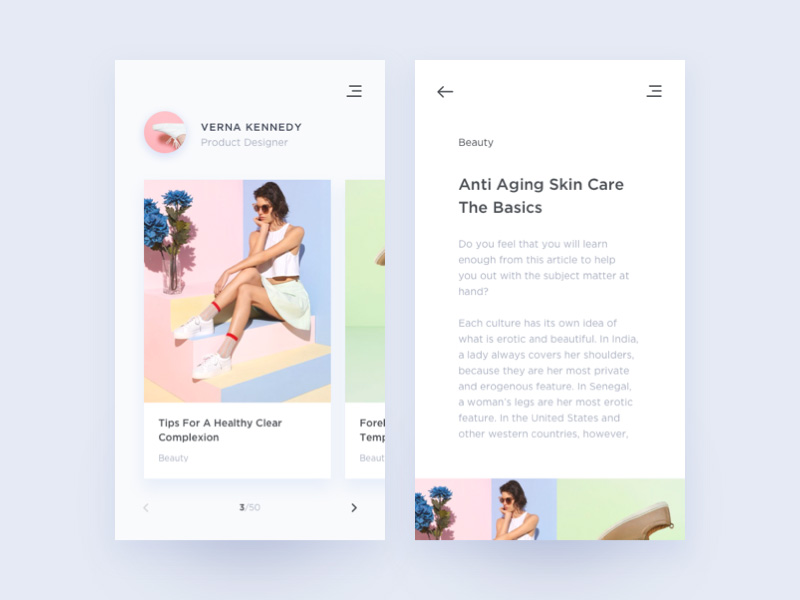 VERNA KENNEDY
Product Designer
Tips For A Healthy Clear
Complexion
Beauty
3/50
Beauty
Anti Aging Skin Care
The Basics
Do you feel that you will learn
enough from this article to help
you out with the subject matter at
hand?
Each culture has its own idea of
what is erotic and beautiful. In India,
a lady always covers her shoulders,
because they are her most private
and erogenous feature. In Senegal,
a woman's legs are her most erotic
feature. In the United States and
other western countries, however,